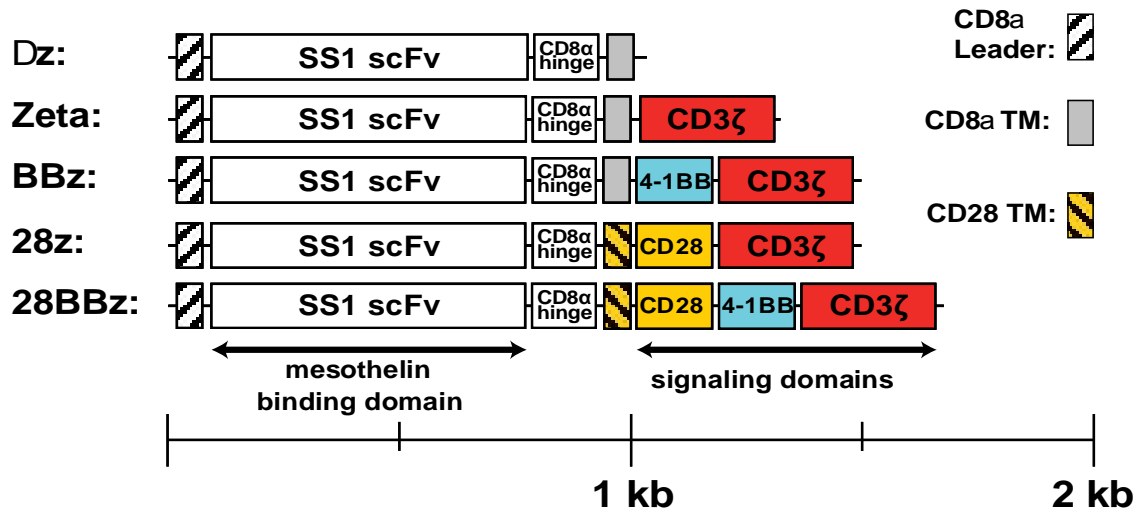 Dz: SS1 scFv CD8α hinge
CD8a Leader:
Zeta: SS1 scFv CD8α hinge CD3ζ
CD8a TM:
BBz: SS1 scFv CD8α hinge 4-1BB CD3ζ
CD28 TM:
28z: SS1 scFv CD8α hinge CD28 CD3ζ
28BBz: SS1 scFv CD8α hinge CD28 4-1BB CD3ζ
mesothelin
binding domain
signaling domains
1 kb 2 kb